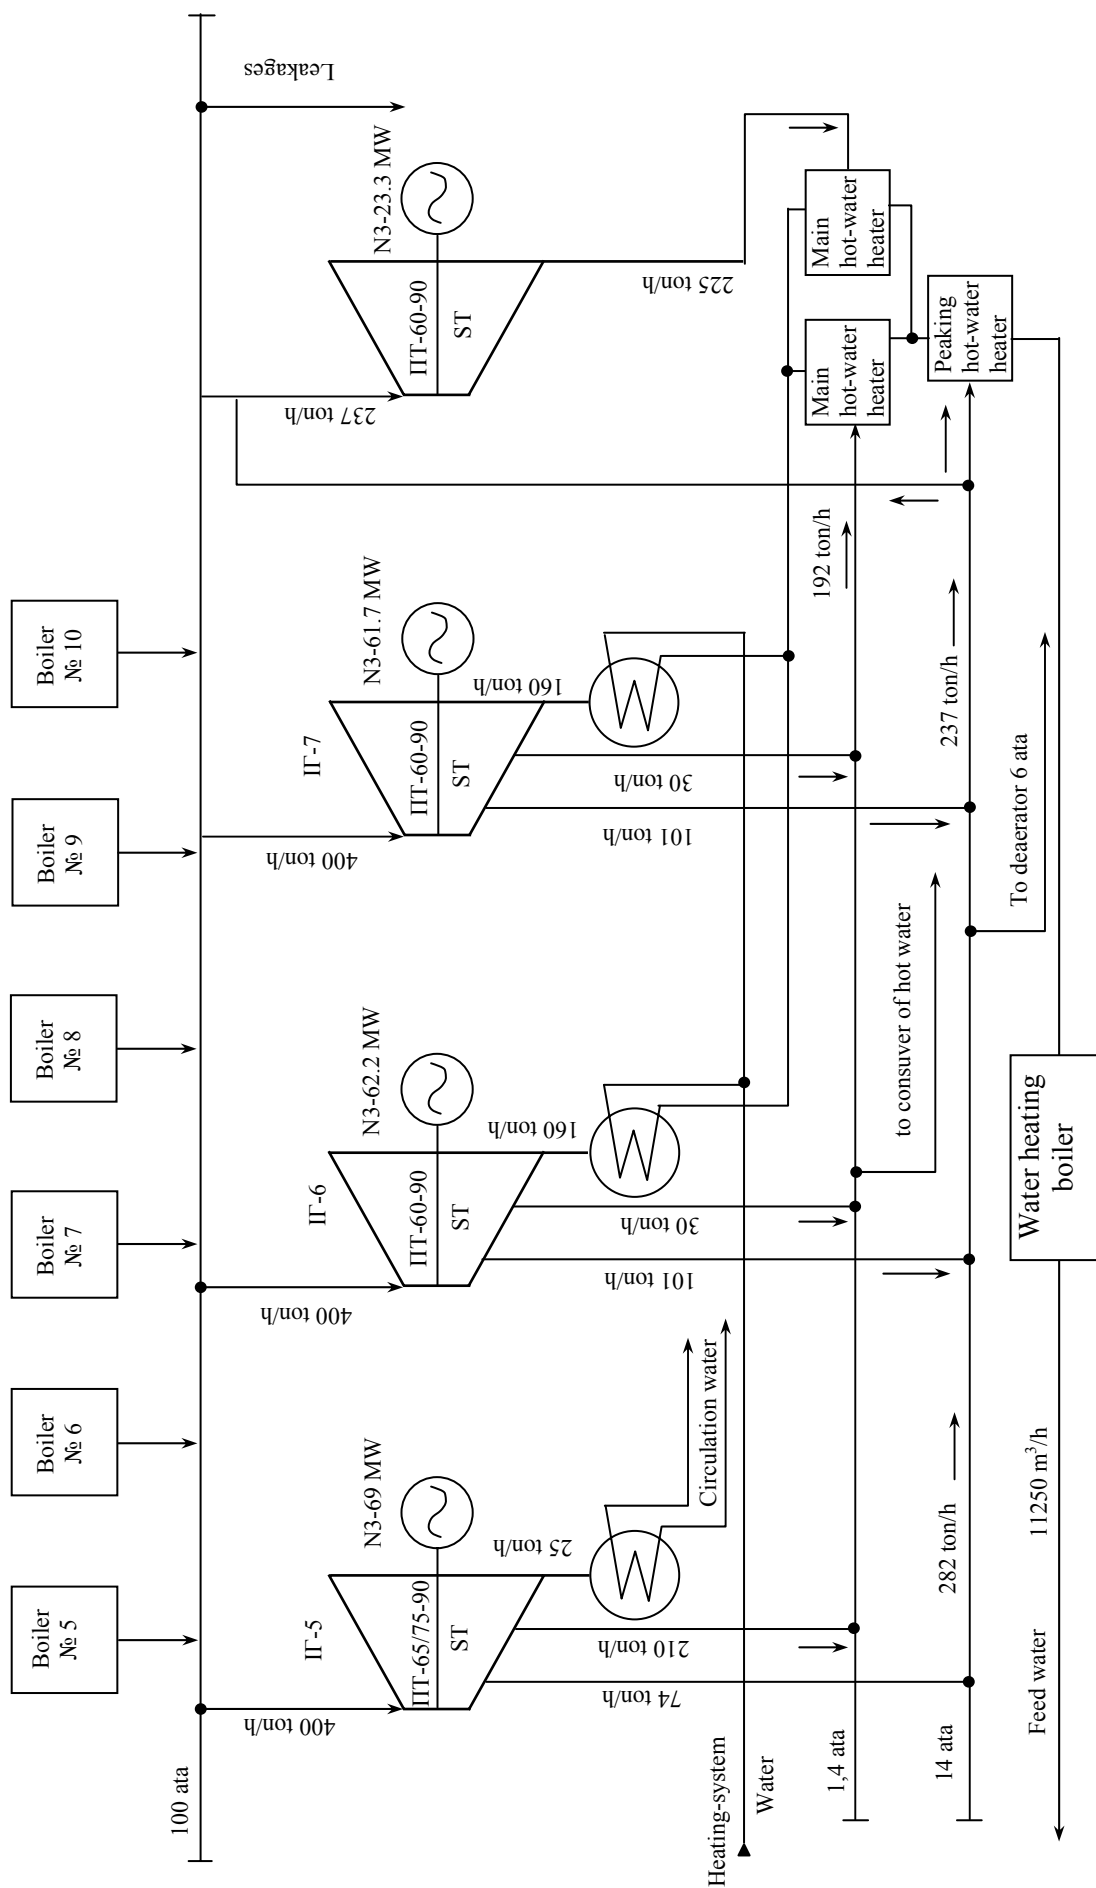 Boiler
№ 5
Boiler
№ 6
Boiler
№ 7
Boiler
№ 8
Boiler
№ 9
Boiler
№ 10
100 ata
400 ton/h
400 ton/h
400 ton/h
237 ton/h
Leakages
ІГ-5
N3-69 MW
ПТ-65/75-90
ST
ІГ-6
N3-62.2 MW
ПТ-60-90
ST
ІГ-7
N3-61.7 MW
ПТ-60-90
ST
N3-23.3 MW
ПТ-60-90
ST
74 ton/h
210 ton/h
25 ton/h
101 ton/h
30 ton/h
160 ton/h
101 ton/h
30 ton/h
160 ton/h
225 ton/h
Circulation water
Heating-system
Water
1,4 ata
to consuver of hot water
192 ton/h
Main
hot-water
heater
Main
hot-water
heater
14 ata
282 ton/h
237 ton/h
Peaking
hot-water
heater
To deaerator 6 ata
Feed water
11250 m³/h
Water heating
boiler